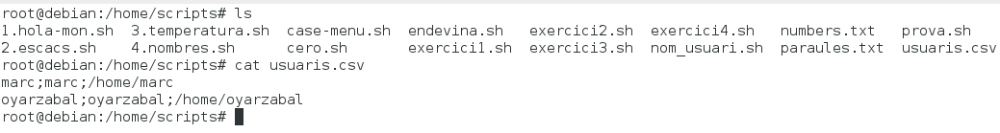 root@debian:/home/scripts# ls
1.hola-mon.sh  3.temperatura.sh  case-menu.sh  endevina.sh   exercici2.sh  exercici4.sh   numbers.txt   prova.sh
2.escacs.sh    4.nombres.sh      cero.sh       exercici1.sh  exercici3.sh  nom_usuari.sh  paraules.txt  usuaris.csv
root@debian:/home/scripts# cat usuaris.csv
marc;marc;/home/marc
oyarzabal;oyarzabal;/home/oyarzabal
root@debian:/home/scripts#